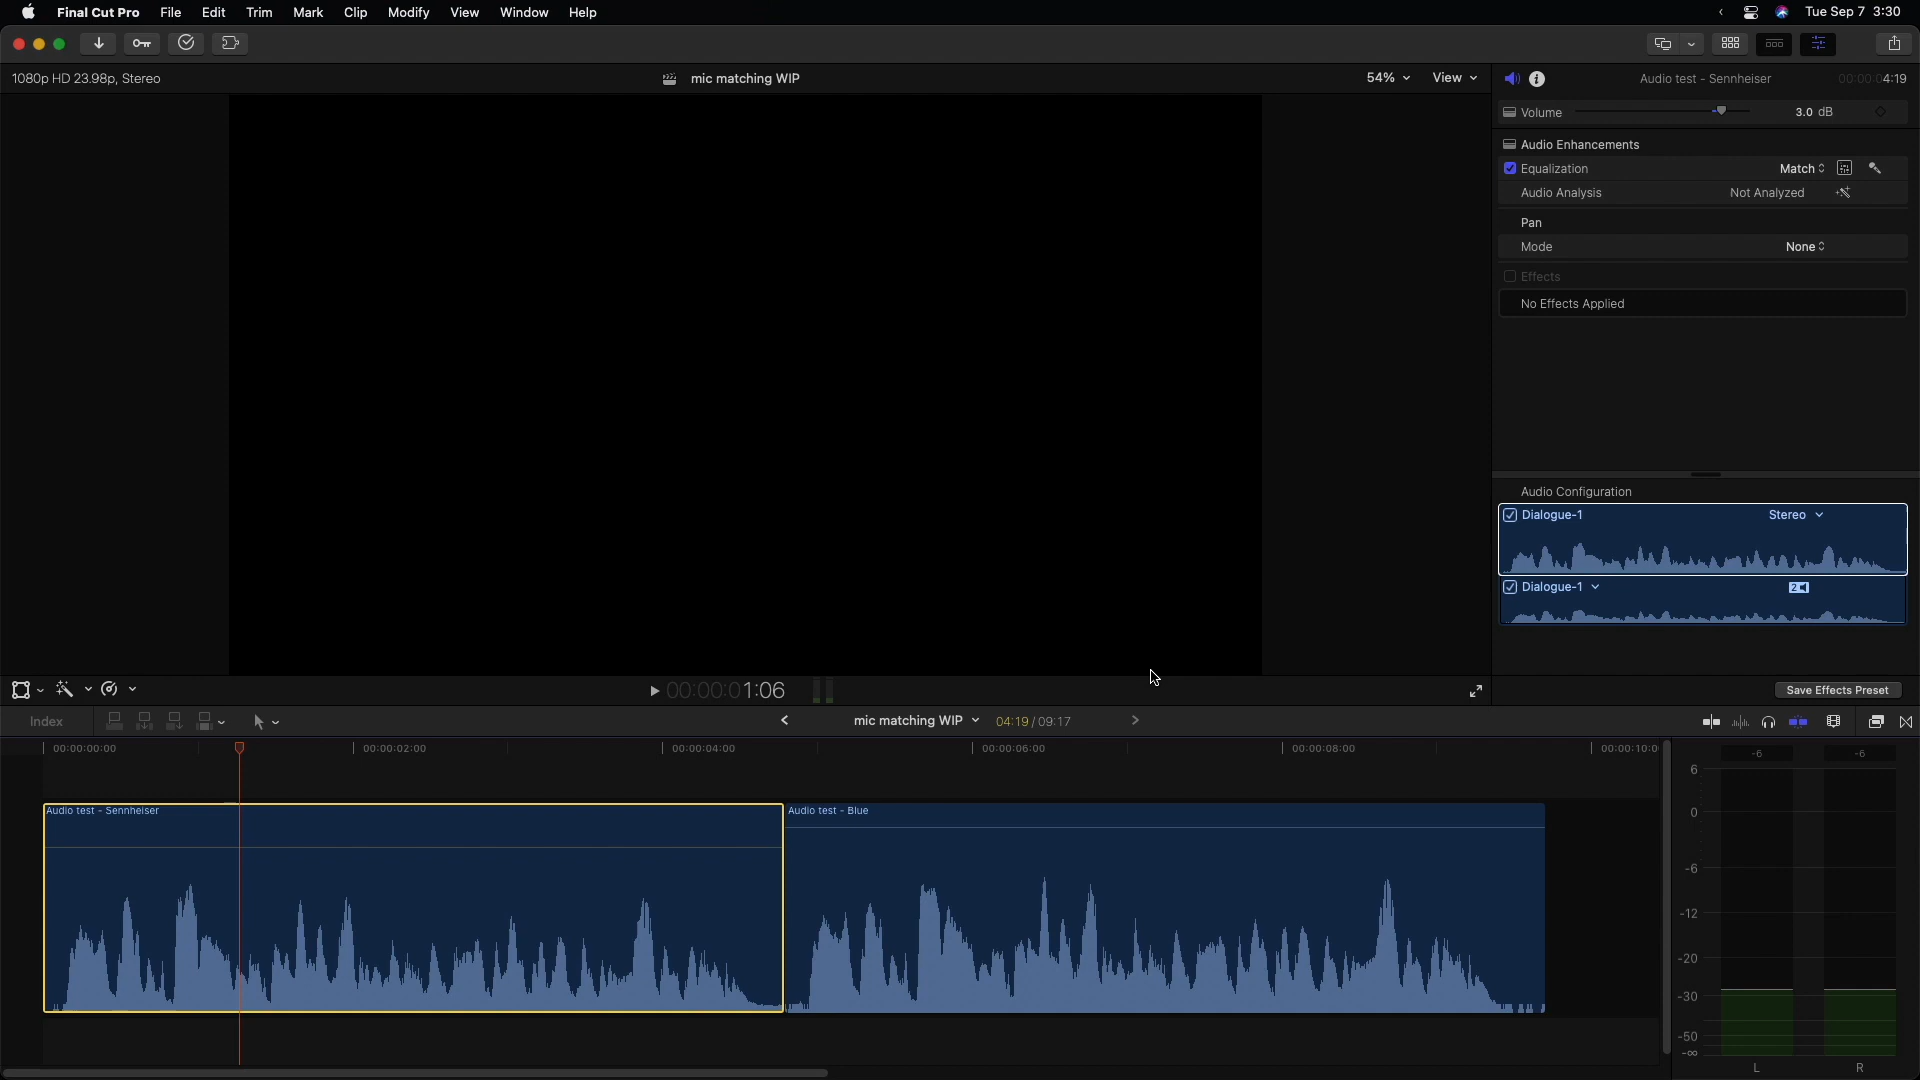 Final Cut Pro File Edit Trim Mark Clip Modify View Window Help Tue Sep 7 3:30
1080p HD 23.98p, Stereo mic matching WIP 54% View Audio test - Sennheiser 00:00:04:19
Volume 3.0 dB
Audio Enhancements
Equalization Match
Audio Analysis Not Analyzed
Pan
Mode None
Effects
No Effects Applied
Audio Configuration
Dialogue-1 Stereo
Dialogue-1 2
00:00:01:06 Save Effects Preset
Index mic matching WIP 04:19 / 09:17
00:00:00:00 00:00:02:00 00:00:04:00 00:00:06:00 00:00:08:00 00:00:10:0
-6 -6
6
Audio test - Sennheiser Audio test - Blue
0
-6
-12
-20
-30
-50
-∞
L R